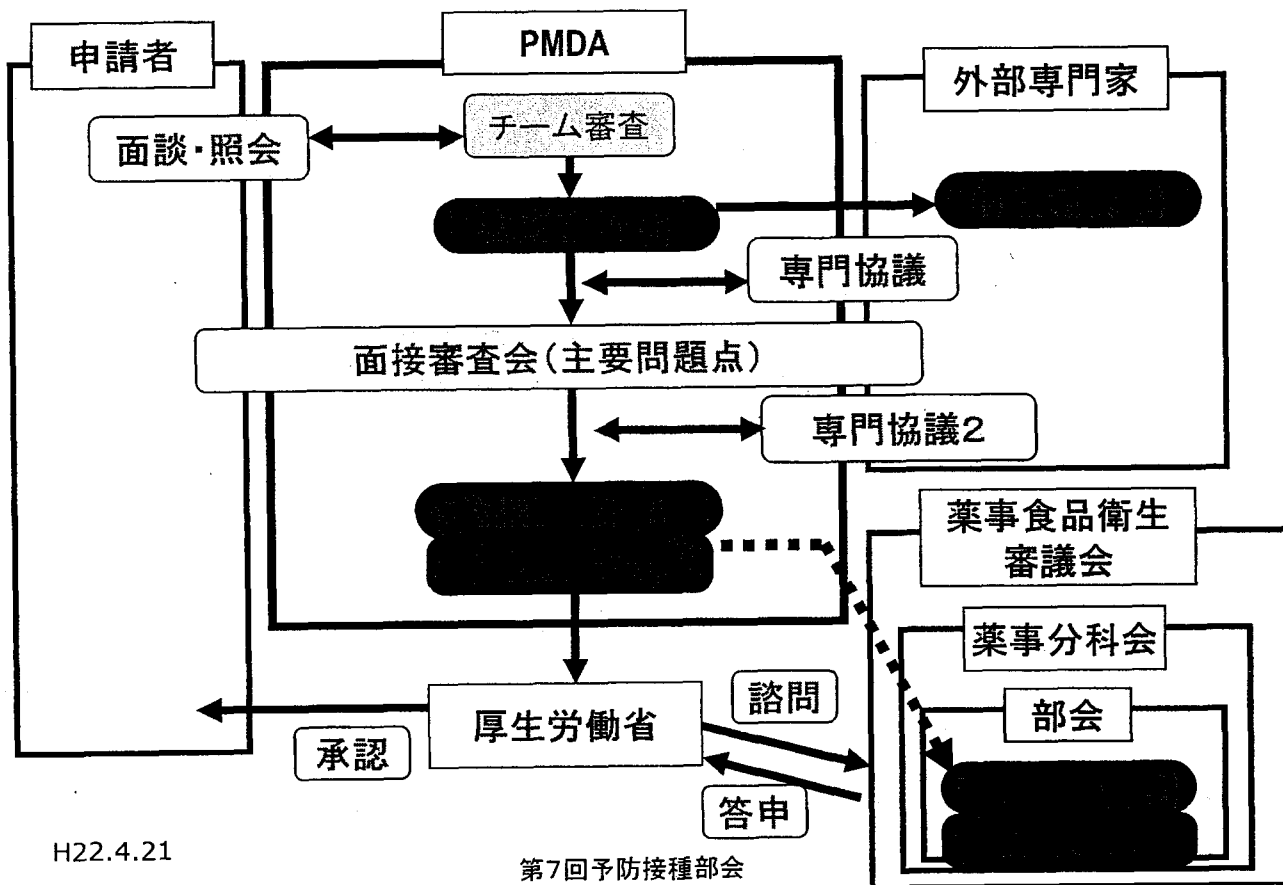 申請者
PMDA
外部専門家
面談・照会
チーム審査
専門協議
面接審査会(主要問題点)
専門協議2
薬事食品衛生
審議会
薬事分科会
部会
諮問
厚生労働省
承認
答申
H22.4.21
第7回予防接種部会